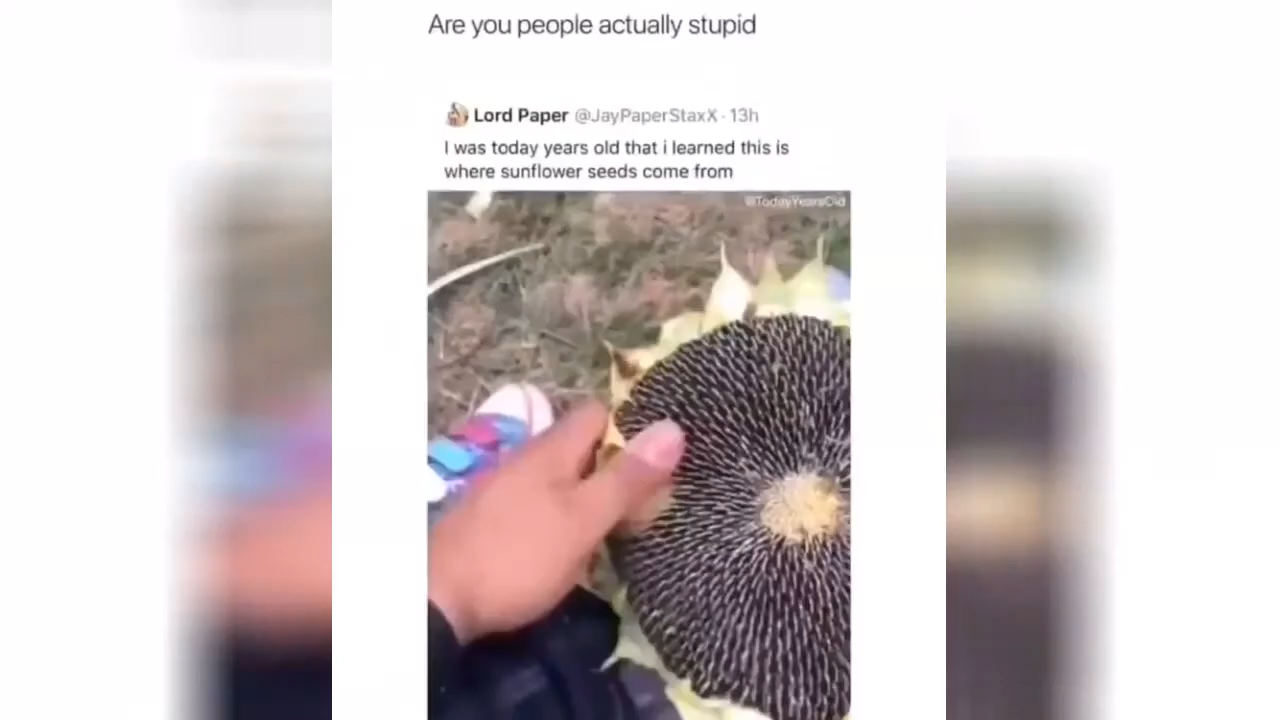 Are you people actually stupid
Lord Paper @JayPaperStaxX · 13h
I was today years old that i learned this is
where sunflower seeds come from
@TodayYearsOld